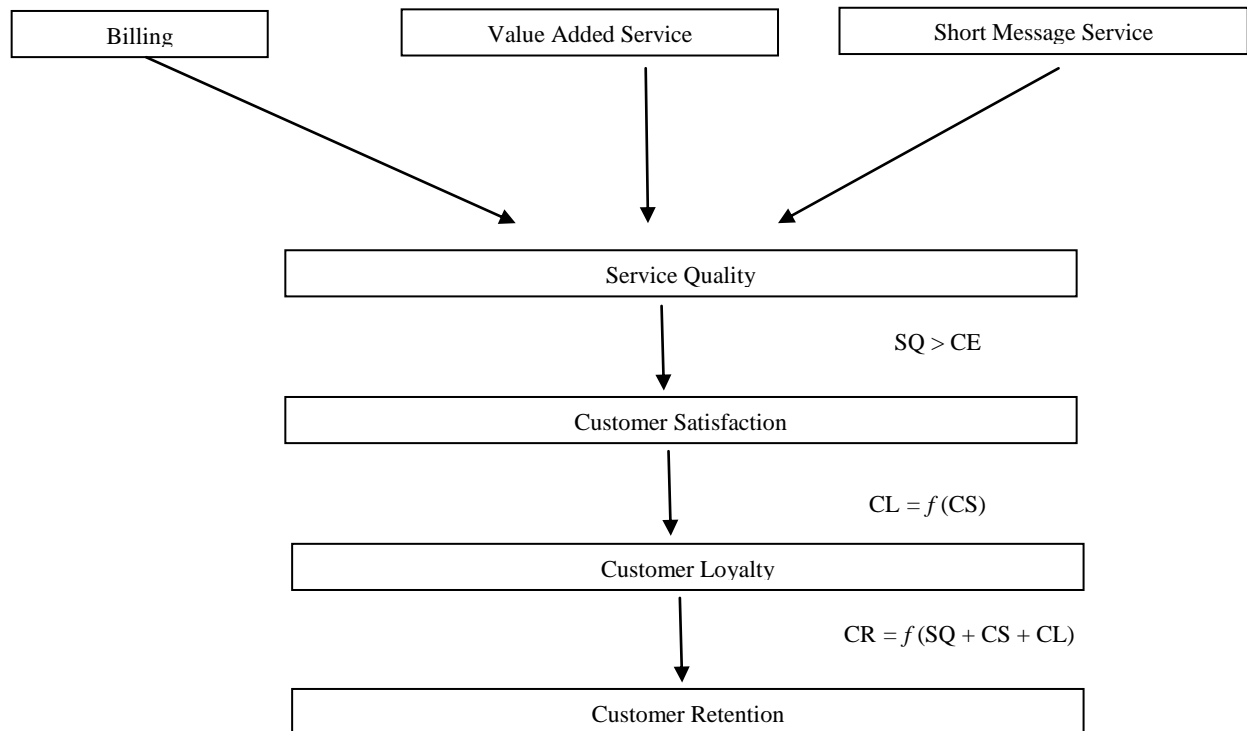 Billing
Value Added Service
Short Message Service
Service Quality
SQ > CE
Customer Satisfaction
CL = f (CS)
Customer Loyalty
CR = f (SQ + CS + CL)
Customer Retention